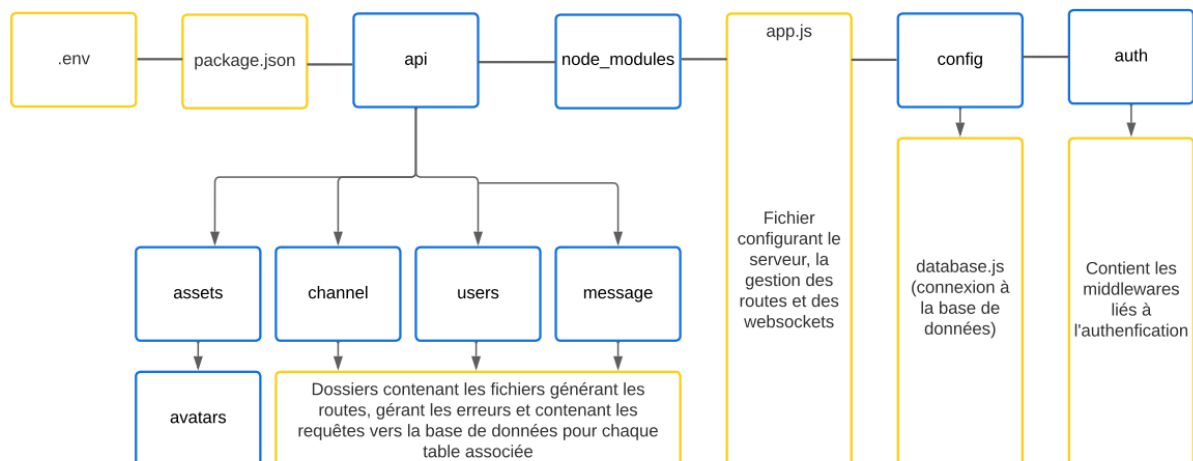 .env
package.json
api
node_modules
app.js
config
auth
Fichier
configurant le
serveur, la
gestion des
routes et des
websockets
database.js
(connexion à
la base de
données)
Contient les
middlewares
liés à
l'authenfication
assets
channel
users
message
avatars
Dossiers contenant les fichiers générant les
routes, gérant les erreurs et contenant les
requêtes vers la base de données pour chaque
table associée